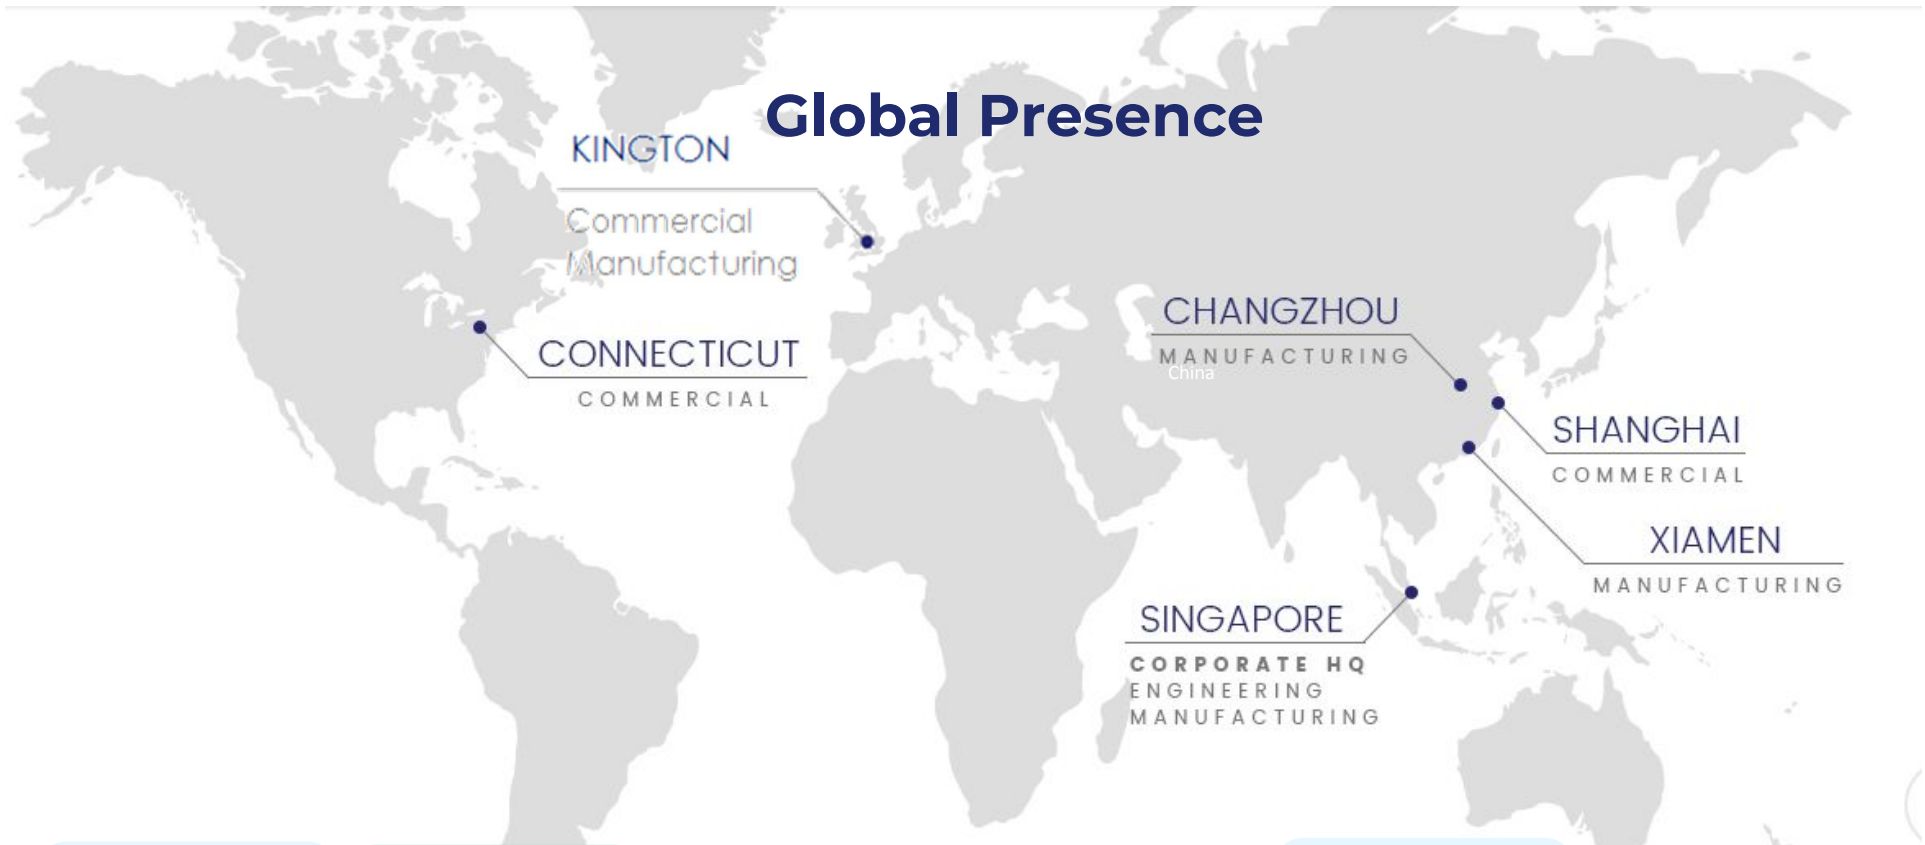 Global Presence
KINGTON
Commercial
Manufacturing
CONNECTICUT
COMMERCIAL
CHANGZHOU
MANUFACTURING
China
SHANGHAI
COMMERCIAL
XIAMEN
MANUFACTURING
SINGAPORE
CORPORATE HQ
ENGINEERING
MANUFACTURING